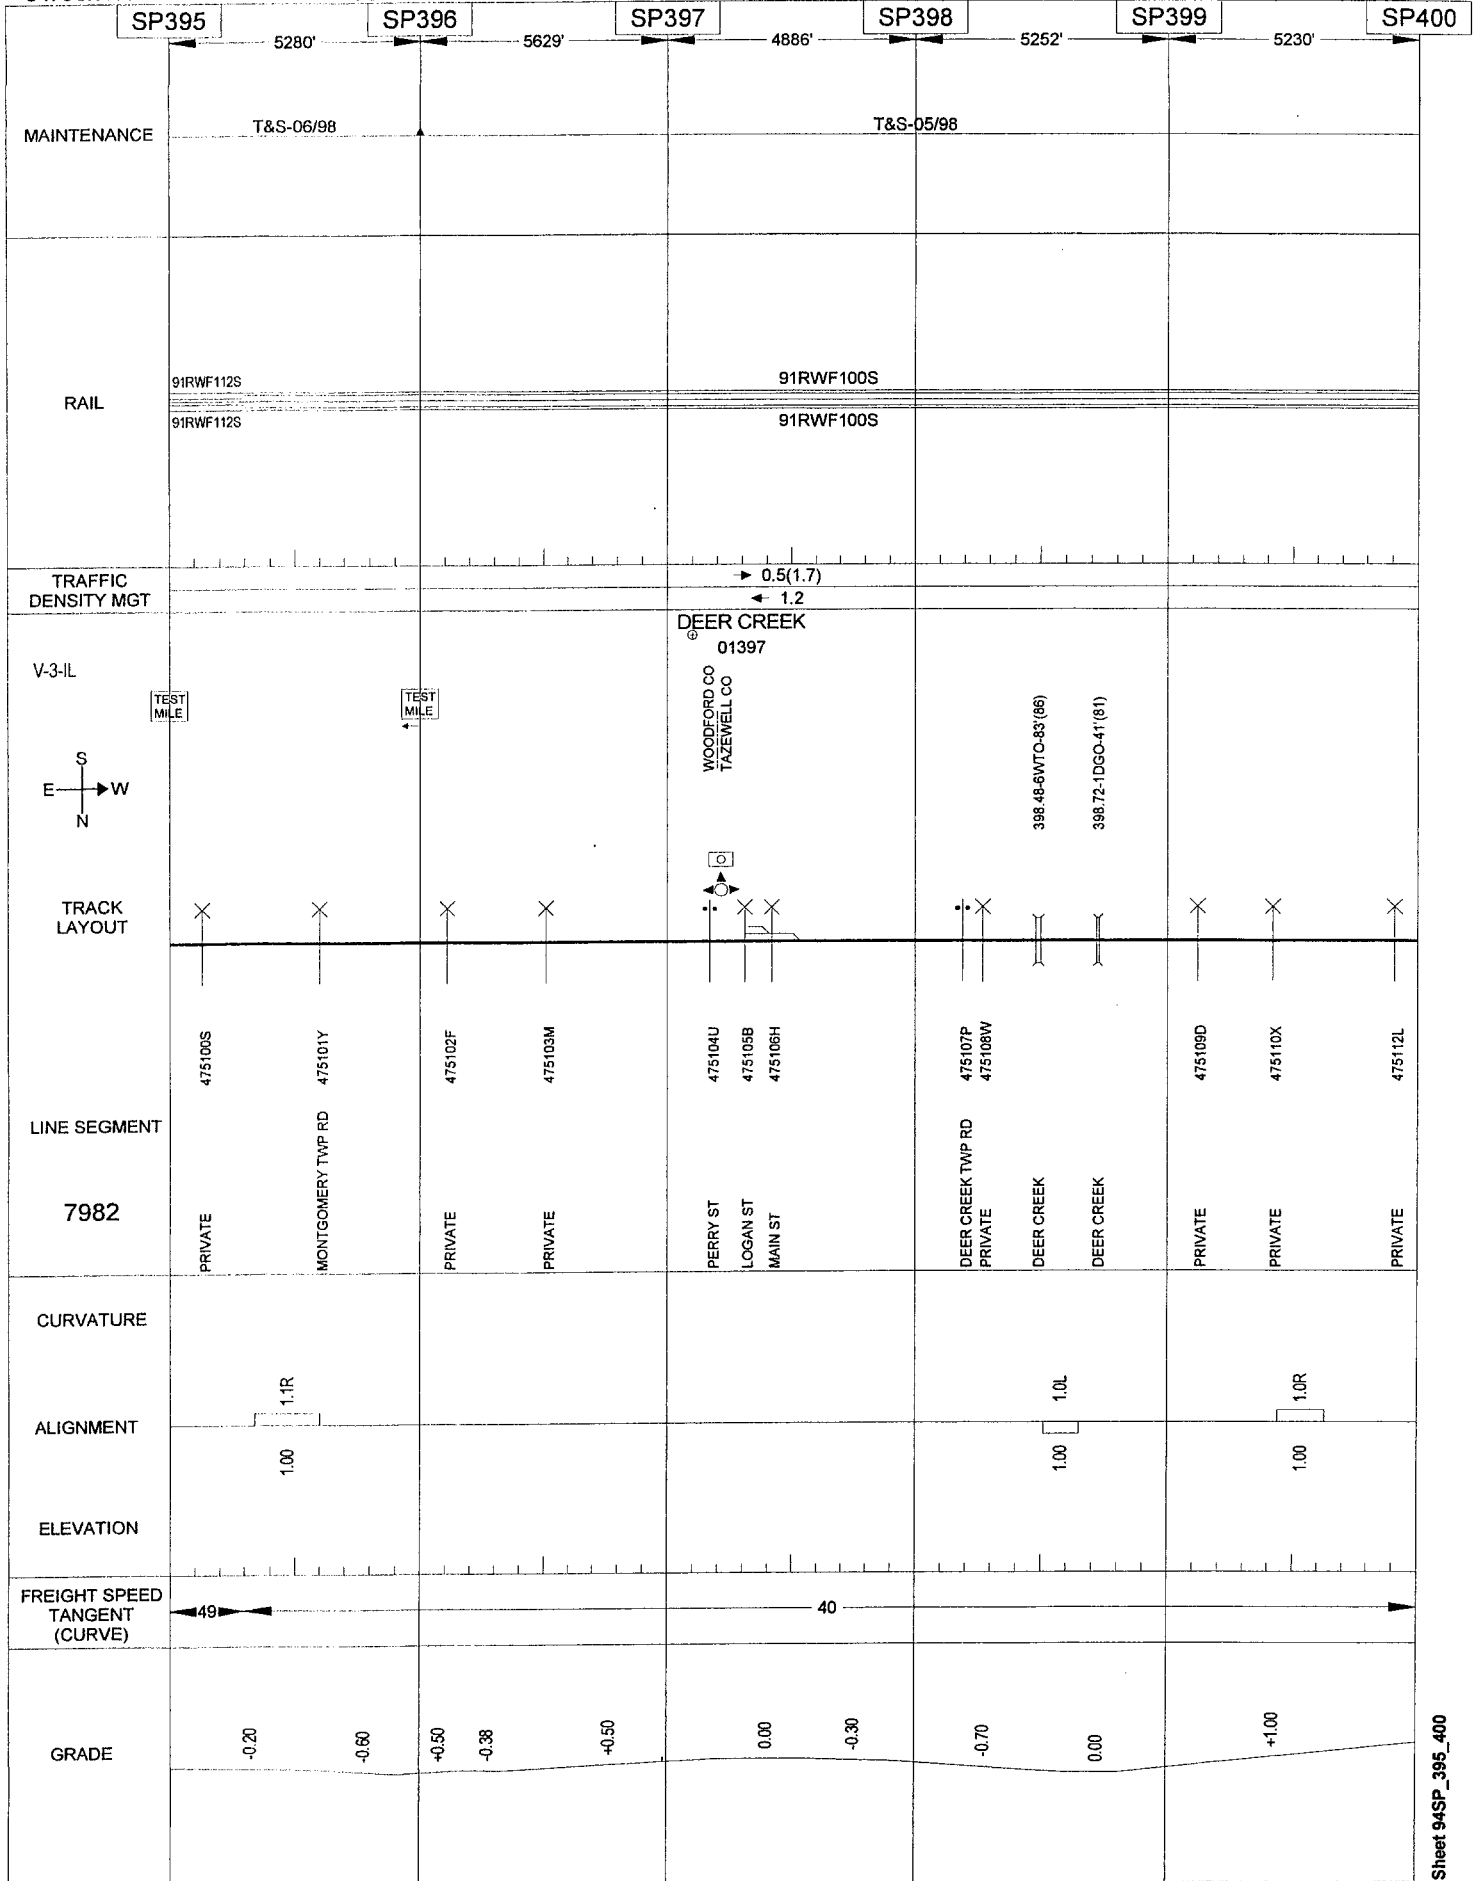 SP395 SP396 SP397 SP398 SP399 SP400
5280' 5629' 4886' 5252' 5230'
MAINTENANCE
T&S-06/98 T&S-05/98
RAIL
91RWF112S 91RWF100S
91RWF112S 91RWF100S
TRAFFIC
DENSITY MGT
0.5(1.7)
1.2
DEER CREEK
01397
V-3-IL
TEST
MILE
TEST
MILE
WOODFORD CO
TAZEWELL CO
398.48-6WTO-83'(86)
398.72-1DGO-41'(81)
S
E W
N
TRACK
LAYOUT
475100S
475101Y
475102F
475103M
475104U
475105B
475106H
475107P
475108W
475109D
475110X
475112L
LINE SEGMENT
7982
PRIVATE
MONTGOMERY TWP RD
PRIVATE
PRIVATE
PERRY ST
LOGAN ST
MAIN ST
DEER CREEK TWP RD
PRIVATE
DEER CREEK
DEER CREEK
PRIVATE
PRIVATE
PRIVATE
CURVATURE
1.1R 1.0L 1.0R
ALIGNMENT
1.00 1.00 1.00
ELEVATION
FREIGHT SPEED
TANGENT
(CURVE)
49 40
GRADE
-0.20 -0.60 +0.50 -0.38 +0.50 0.00 -0.30 -0.70 0.00 +1.00
Sheet 94SP_395_400